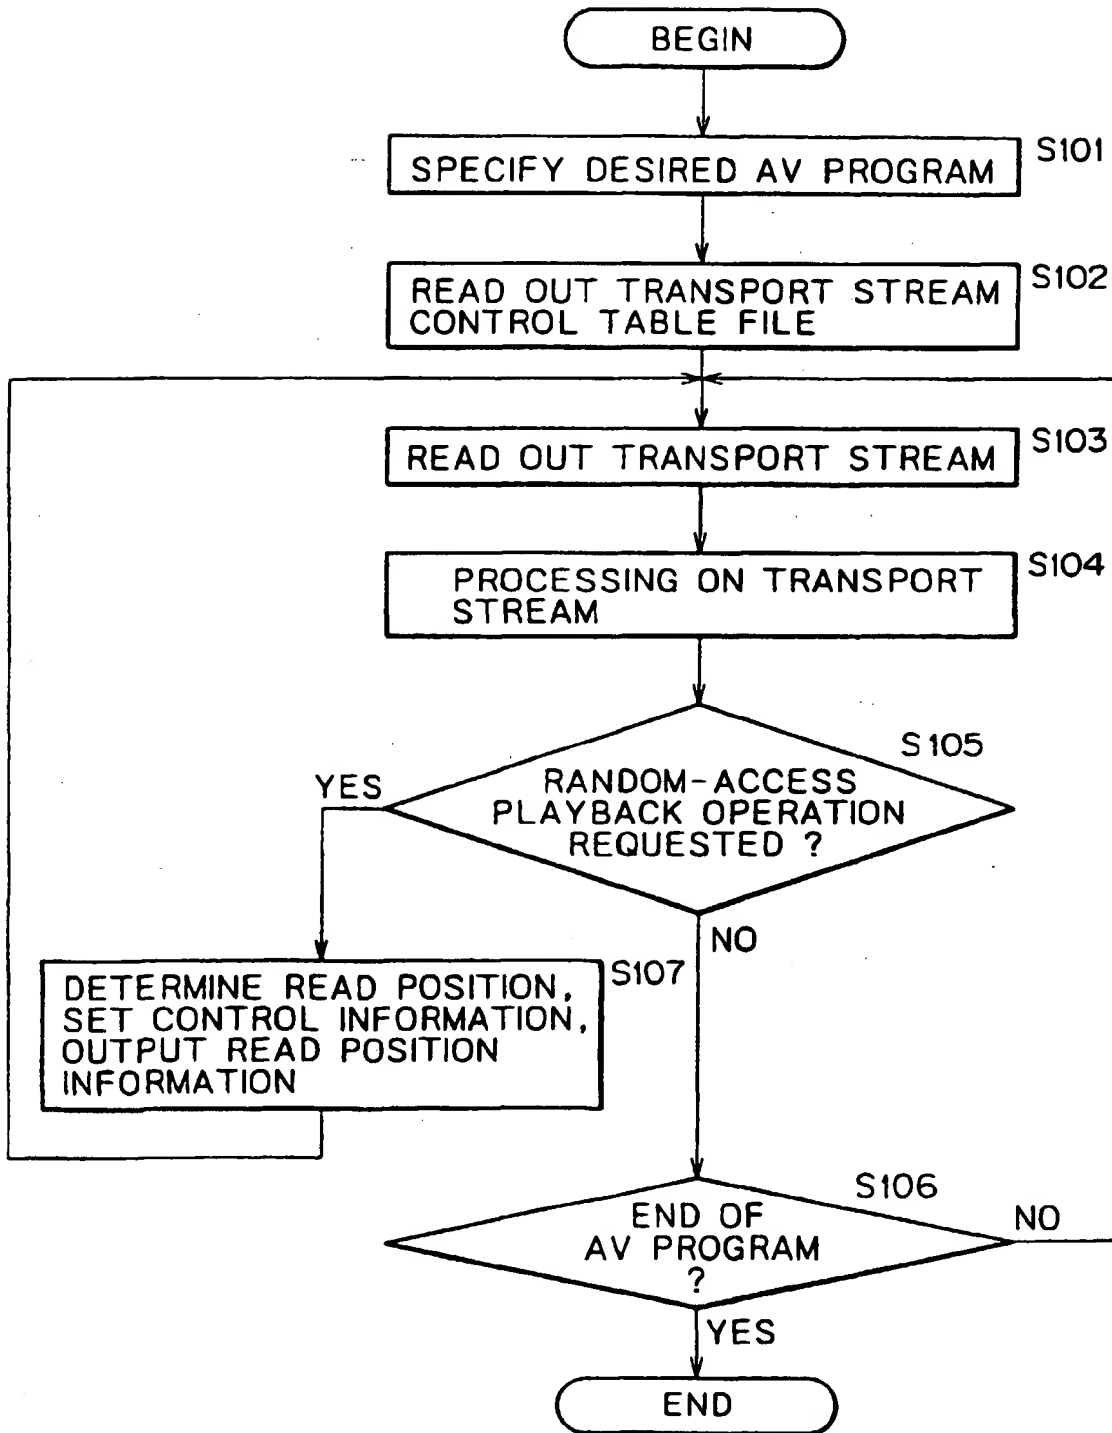 BEGIN
S101
SPECIFY DESIRED AV PROGRAM
S102
READ OUT TRANSPORT STREAM
CONTROL TABLE FILE
S103
READ OUT TRANSPORT STREAM
S104
PROCESSING ON TRANSPORT
STREAM
S105
YES
RANDOM-ACCESS
PLAYBACK OPERATION
REQUESTED ?
NO
S107
DETERMINE READ POSITION,
SET CONTROL INFORMATION,
OUTPUT READ POSITION
INFORMATION
S106
END OF
AV PROGRAM
?
NO
YES
END